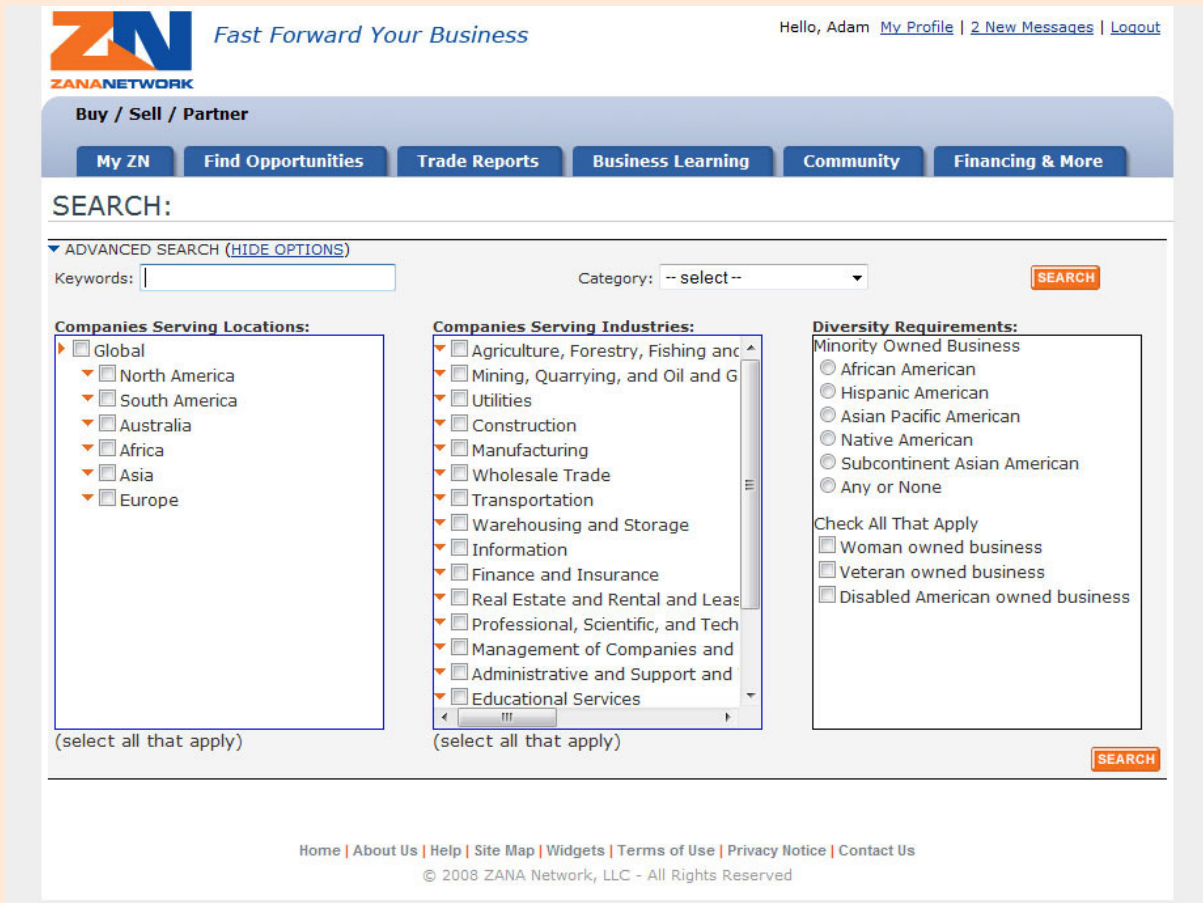 ZN
ZANANETWORK
Fast Forward Your Business
Hello, Adam My Profile | 2 New Messages | Logout
Buy / Sell / Partner
My ZN Find Opportunities Trade Reports Business Learning Community Financing & More
SEARCH:
ADVANCED SEARCH (HIDE OPTIONS)
Keywords: Category: -- select -- SEARCH
Companies Serving Locations:
Global
North America
South America
Australia
Africa
Asia
Europe
(select all that apply)
Companies Serving Industries:
Agriculture, Forestry, Fishing and
Mining, Quarrying, and Oil and G
Utilities
Construction
Manufacturing
Wholesale Trade
Transportation
Warehousing and Storage
Information
Finance and Insurance
Real Estate and Rental and Leas
Professional, Scientific, and Tech
Management of Companies and
Administrative and Support and
Educational Services
(select all that apply)
Diversity Requirements:
Minority Owned Business
African American
Hispanic American
Asian Pacific American
Native American
Subcontinent Asian American
Any or None
Check All That Apply
Woman owned business
Veteran owned business
Disabled American owned business
SEARCH
Home | About Us | Help | Site Map | Widgets | Terms of Use | Privacy Notice | Contact Us
© 2008 ZANA Network, LLC - All Rights Reserved